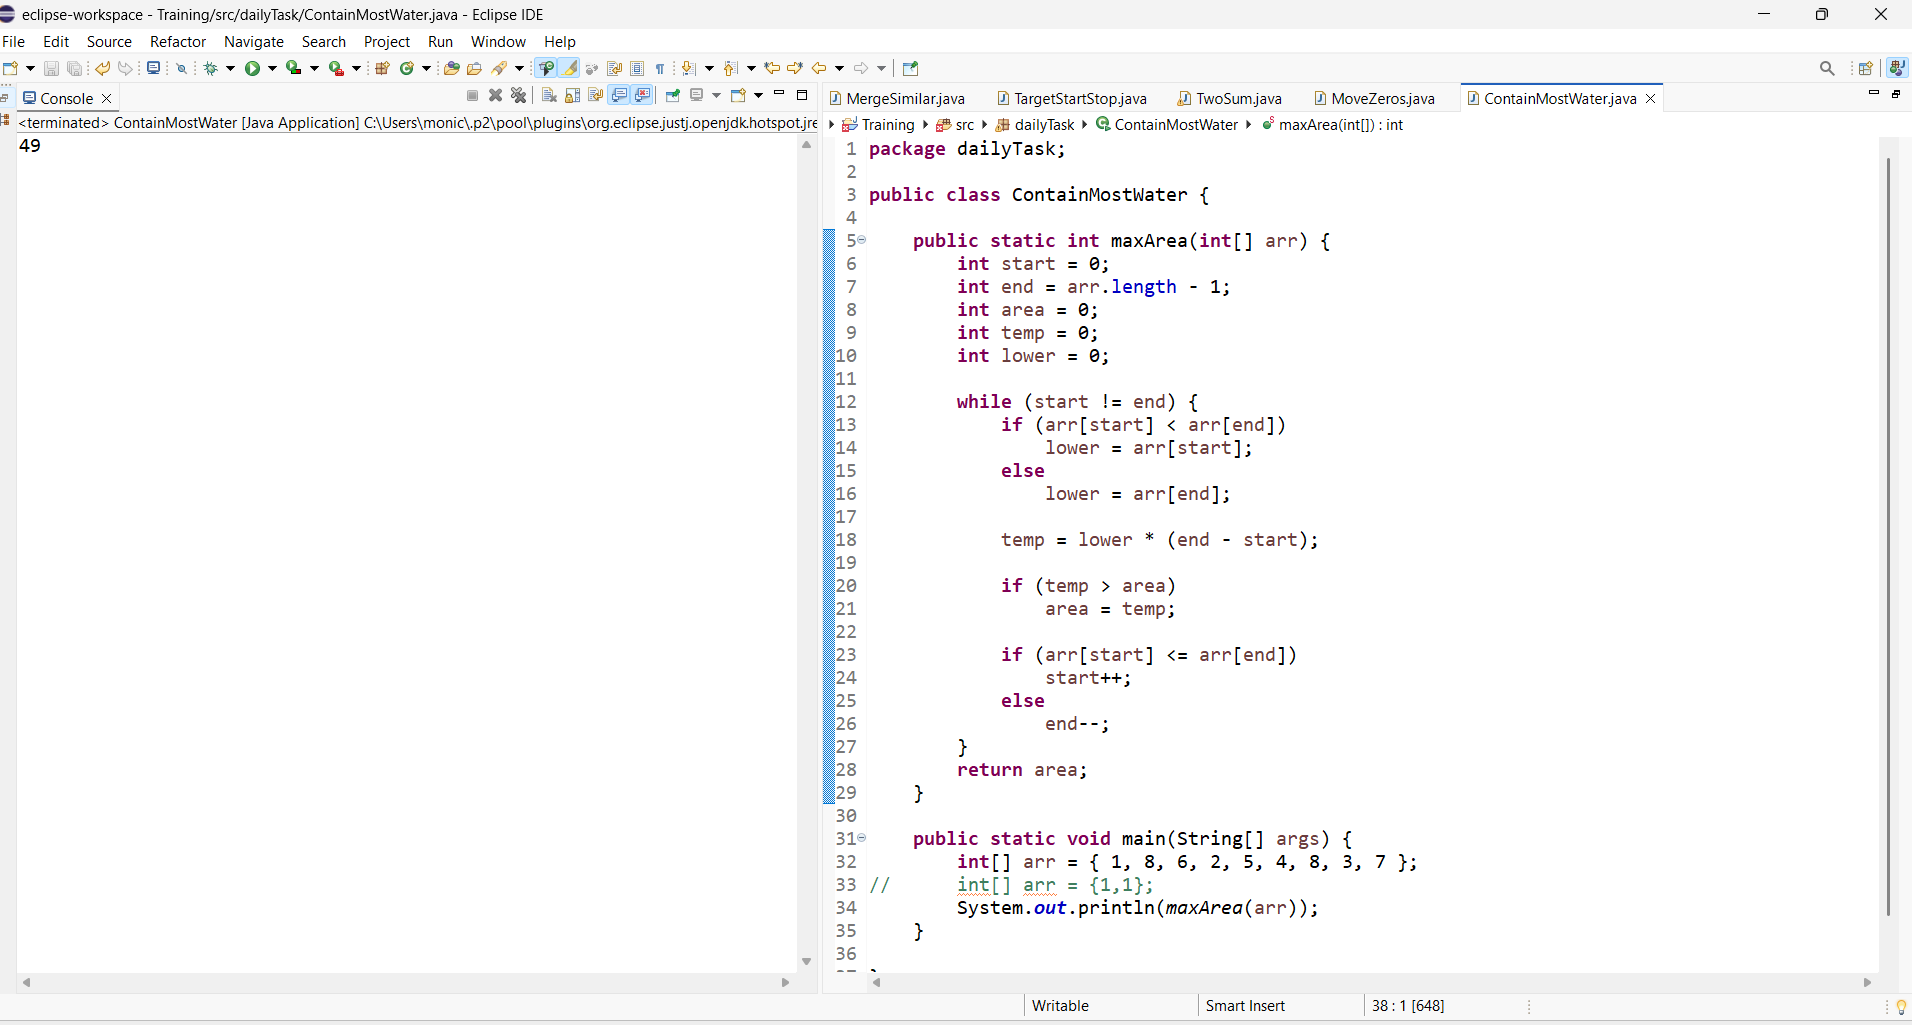 eclipse-workspace - Training/src/dailyTask/ContainMostWater.java - Eclipse IDE
File Edit Source Refactor Navigate Search Project Run Window Help
Console
<terminated> ContainMostWater [Java Application] C:\Users\monic\.p2\pool\plugins\org.eclipse.justj.openjdk.hotspot.jre
49
MergeSimilar.java TargetStartStop.java TwoSum.java MoveZeros.java ContainMostWater.java
Training src dailyTask ContainMostWater maxArea(int[]) : int
1 package dailyTask;
2
3 public class ContainMostWater {
4
5 public static int maxArea(int[] arr) {
6 int start = 0;
7 int end = arr.length - 1;
8 int area = 0;
9 int temp = 0;
10 int lower = 0;
11
12 while (start != end) {
13 if (arr[start] < arr[end])
14 lower = arr[start];
15 else
16 lower = arr[end];
17
18 temp = lower * (end - start);
19
20 if (temp > area)
21 area = temp;
22
23 if (arr[start] <= arr[end])
24 start++;
25 else
26 end--;
27 }
28 return area;
29 }
30
31 public static void main(String[] args) {
32 int[] arr = { 1, 8, 6, 2, 5, 4, 8, 3, 7 };
33 // int[] arr = {1,1};
34 System.out.println(maxArea(arr));
35 }
36
Writable Smart Insert 38 : 1 [648]